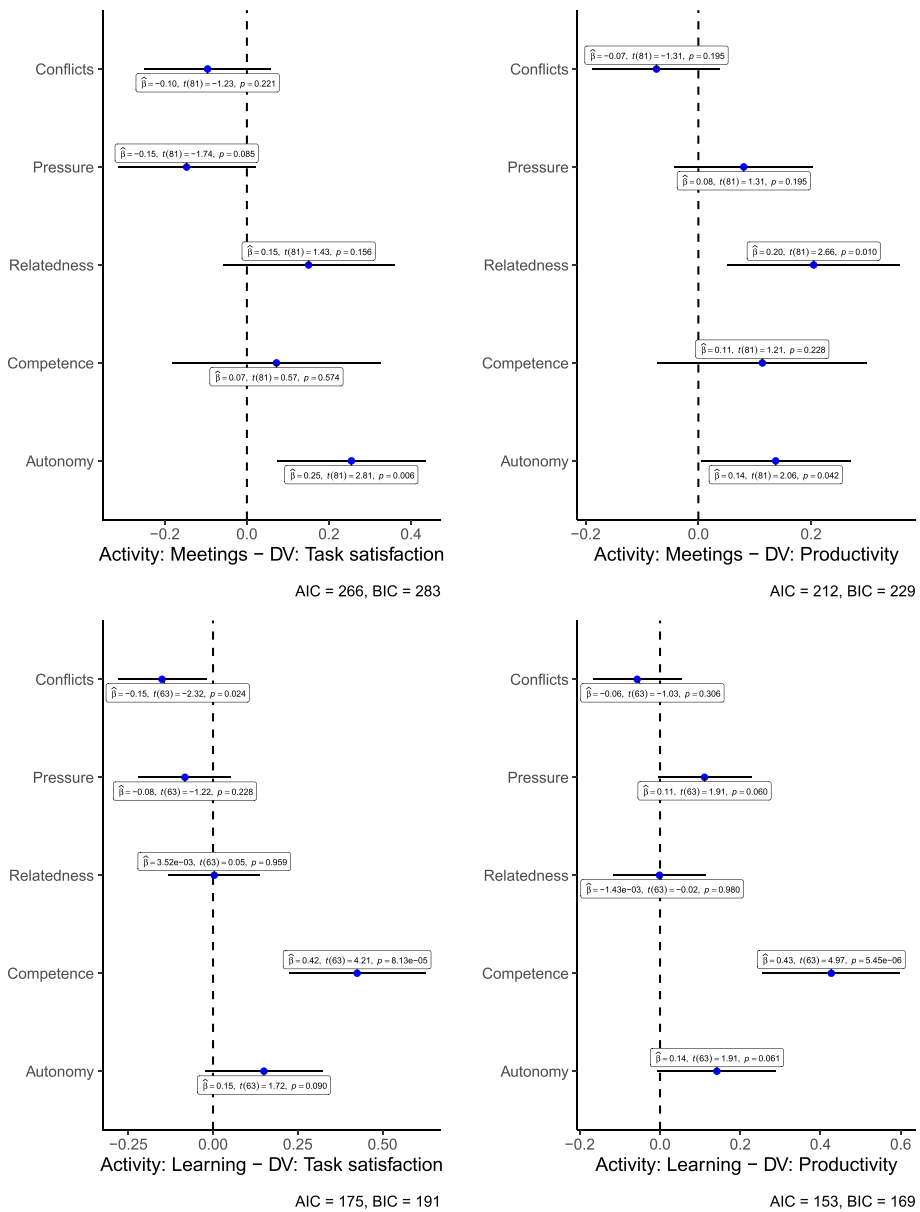 Conflicts
β̂ = −0.10, t(81) = −1.23, p = 0.221
Pressure
β̂ = −0.15, t(81) = −1.74, p = 0.085
Relatedness
β̂ = 0.15, t(81) = 1.43, p = 0.156
Competence
β̂ = 0.07, t(81) = 0.57, p = 0.574
Autonomy
β̂ = 0.25, t(81) = 2.81, p = 0.006
−0.2 0.0 0.2 0.4
Activity: Meetings − DV: Task satisfaction
AIC = 266, BIC = 283
Conflicts
β̂ = −0.07, t(81) = −1.31, p = 0.195
Pressure
β̂ = 0.08, t(81) = 1.31, p = 0.195
Relatedness
β̂ = 0.20, t(81) = 2.66, p = 0.010
Competence
β̂ = 0.11, t(81) = 1.21, p = 0.228
Autonomy
β̂ = 0.14, t(81) = 2.06, p = 0.042
−0.2 0.0 0.2
Activity: Meetings − DV: Productivity
AIC = 212, BIC = 229
Conflicts
β̂ = −0.15, t(63) = −2.32, p = 0.024
Pressure
β̂ = −0.08, t(63) = −1.22, p = 0.228
Relatedness
β̂ = 3.52e−03, t(63) = 0.05, p = 0.959
Competence
β̂ = 0.42, t(63) = 4.21, p = 8.13e−05
Autonomy
β̂ = 0.15, t(63) = 1.72, p = 0.090
−0.25 0.00 0.25 0.50
Activity: Learning − DV: Task satisfaction
AIC = 175, BIC = 191
Conflicts
β̂ = −0.06, t(63) = −1.03, p = 0.306
Pressure
β̂ = 0.11, t(63) = 1.91, p = 0.060
Relatedness
β̂ = −1.43e−03, t(63) = −0.02, p = 0.980
Competence
β̂ = 0.43, t(63) = 4.97, p = 5.45e−06
Autonomy
β̂ = 0.14, t(63) = 1.91, p = 0.061
−0.2 0.0 0.2 0.4 0.6
Activity: Learning − DV: Productivity
AIC = 153, BIC = 169